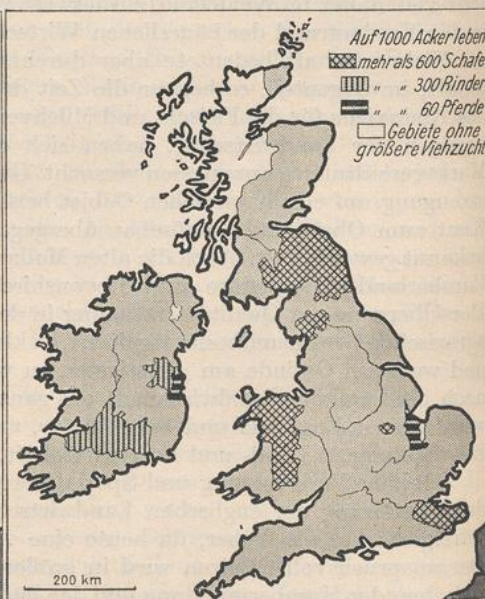 Auf 1000 Acker leben
mehr als 600 Schafe
" " 300 Rinder
" " 60 Pferde
Gebiete ohne
größere Viehzucht
200 km